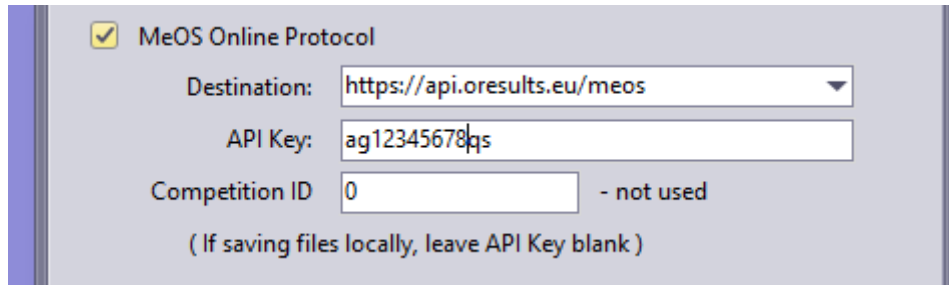 MeOS Online Protocol
Destination: https://api.oresults.eu/meos
API Key: ag12345678qs
Competition ID 0 - not used
( If saving files locally, leave API Key blank )